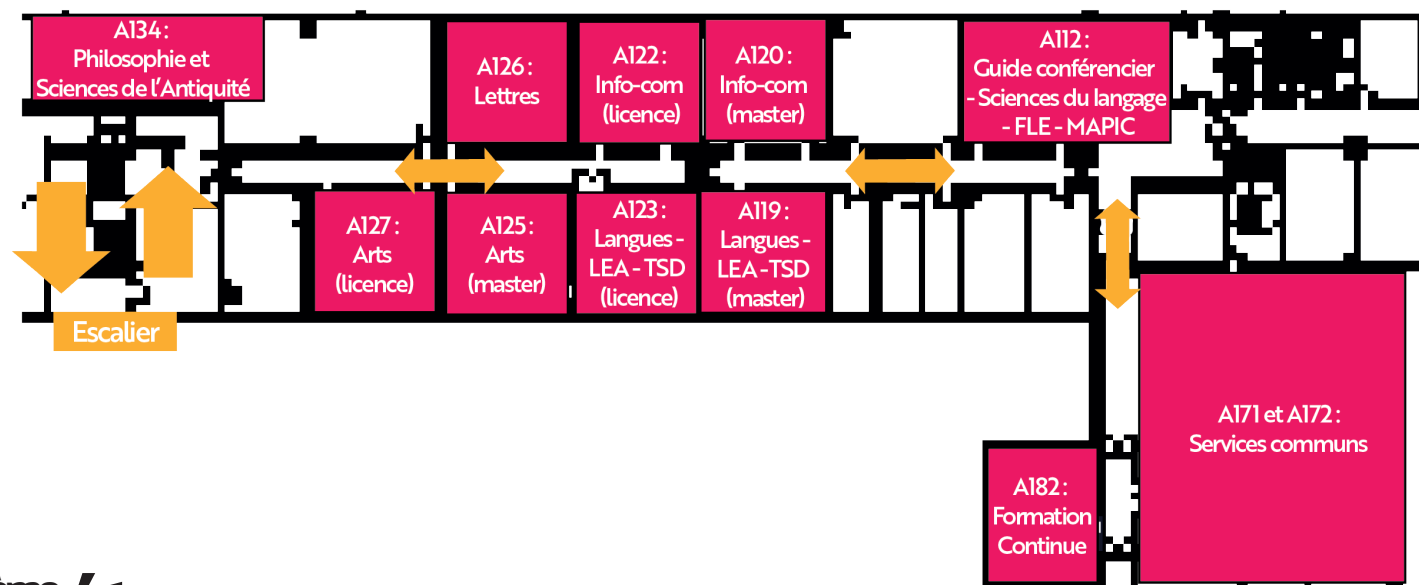 A134 :
Philosophie et
Sciences de l'Antiquité
A126 :
Lettres
A122 :
Info-com
(licence)
A120 :
Info-com
(master)
A112 :
Guide conférencier
- Sciences du langage
- FLE - MAPIC
A127 :
Arts
(licence)
A125 :
Arts
(master)
A123 :
Langues -
LEA - TSD
(licence)
A119 :
Langues -
LEA - TSD
(master)
Escalier
A171 et A172 :
Services communs
A182 :
Formation
Continue